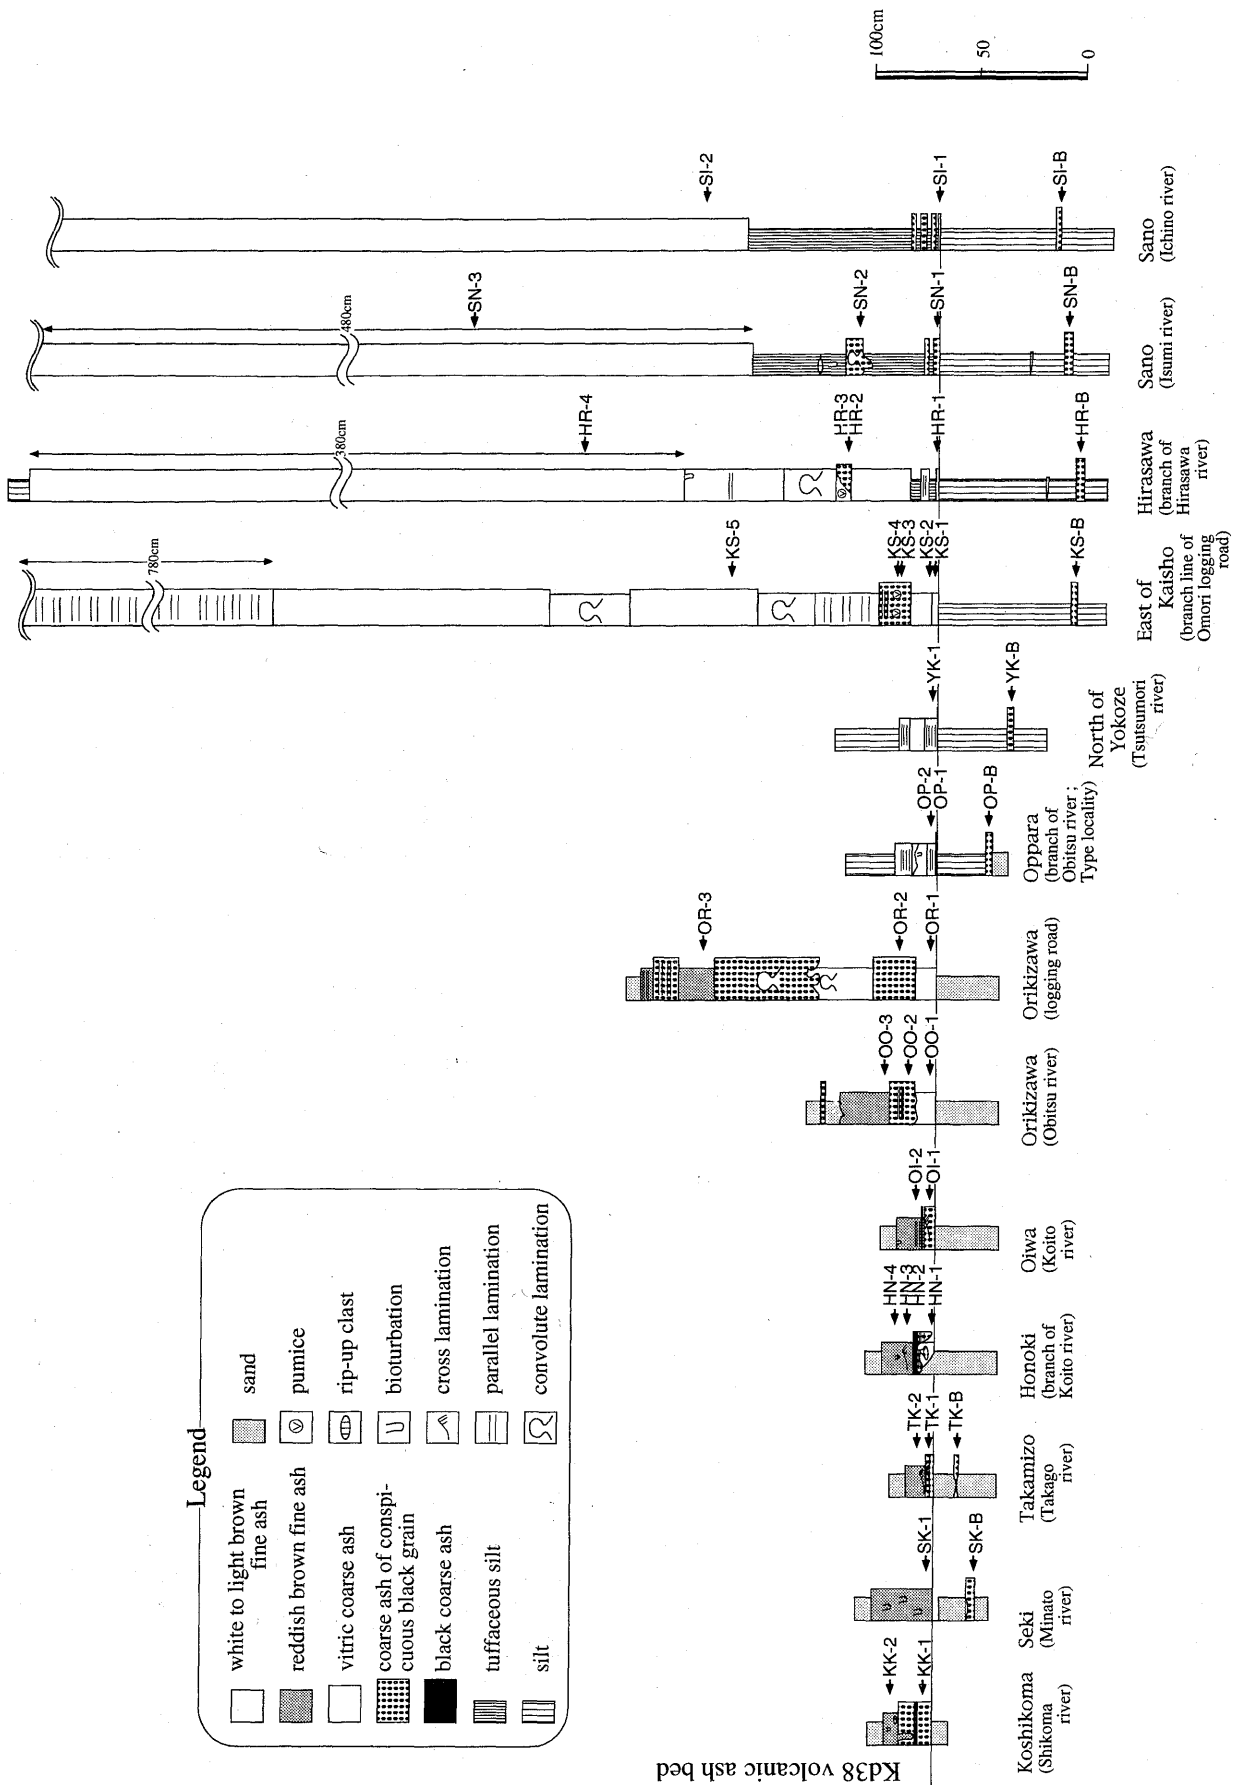 Legend
white to light brown
fine ash
reddish brown fine ash
vitric coarse ash
coarse ash of conspi-
cuous black grain
black coarse ash
tuffaceous silt
silt
sand
pumice
rip-up clast
bioturbation
cross lamination
parallel lamination
convolute lamination
Kd38 volcanic ash bed
KK-2
KK-1
Koshikoma
(Shikoma
river)
SK-1
SK-B
Seki
(Minato
river)
TK-2
TK-1
TK-B
Takamizo
(Takago
river)
HN-4
HN-3
HN-2
HN-1
Honoki
(branch of
Koito river)
OI-2
OI-1
Oiwa
(Koito
river)
OO-3
OO-2
OO-1
Orikizawa
(Obitsu river)
OR-3
OR-2
OR-1
Orikizawa
(logging road)
OP-2
OP-1
OP-B
Oppara
(branch of
Obitsu river ;
Type locality)
YK-1
YK-B
North of
Yokoze
(Tsutsumori
river)
780cm
KS-5
KS-4
KS-3
KS-2
KS-1
KS-B
East of
Kaisho
(branch line of
Omori logging
road)
380cm
HR-4
HR-3
HR-2
HR-1
HR-B
Hirasawa
(branch of
Hirasawa
river)
480cm
SN-3
SN-2
SN-1
SN-B
Sano
(Isumi river)
SI-2
SI-1
SI-B
Sano
(Ichino river)
100cm
50
0